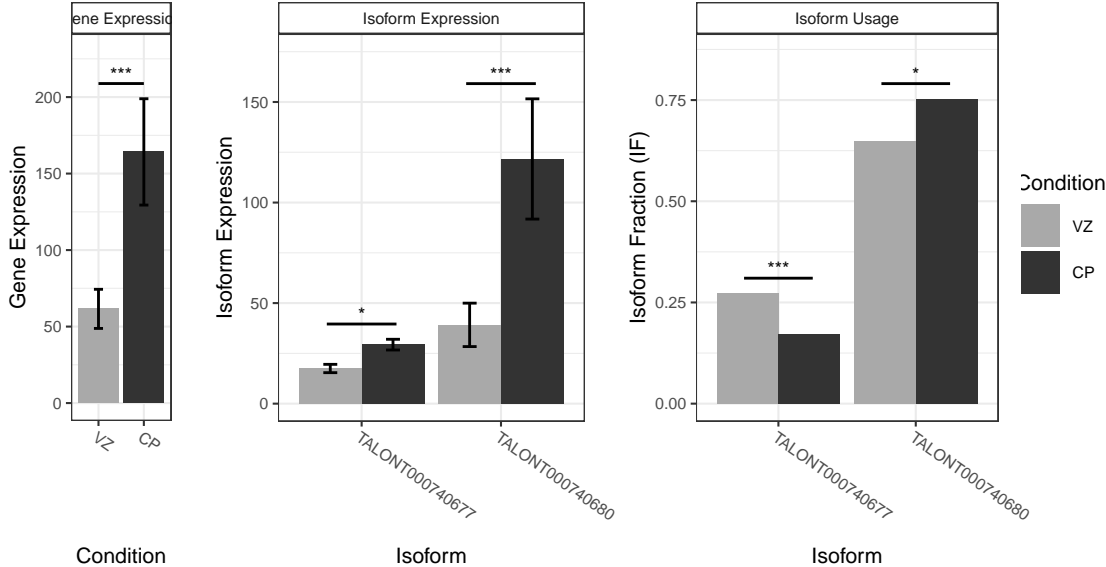 ene Expressio
Gene Expression
200
150
100
50
0
***
VZ
CP
Condition
Isoform Expression
Isoform Expression
150
100
50
0
*
***
TALONT000740677
TALONT000740680
Isoform
Isoform Usage
Isoform Fraction (IF)
0.75
0.50
0.25
0.00
***
*
TALONT000740677
TALONT000740680
Isoform
Condition
VZ
CP